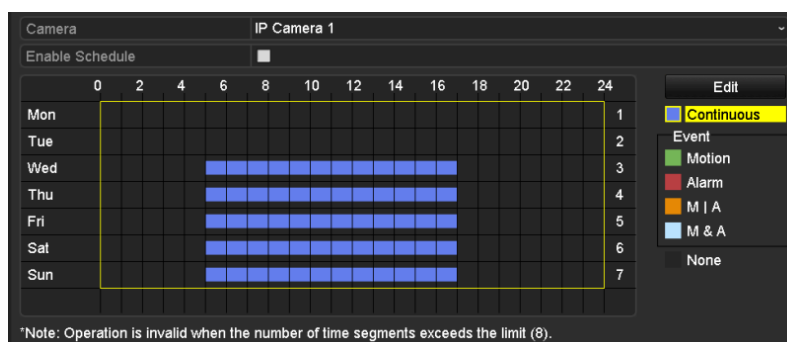 Camera IP Camera 1
Enable Schedule
0 2 4 6 8 10 12 14 16 18 20 22 24 Edit
Mon 1 Continuous
Tue 2 Event
Wed 3 Motion
Thu 4 Alarm
Fri 5 M | A
Sat 6 M & A
Sun 7 None
*Note: Operation is invalid when the number of time segments exceeds the limit (8).